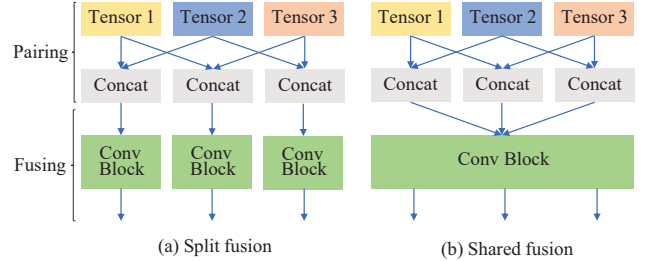 Tensor 1 Tensor 2 Tensor 3 Tensor 1 Tensor 2 Tensor 3
Pairing
Concat Concat Concat Concat Concat Concat
Fusing
Conv Block Conv Block Conv Block Conv Block
(a) Split fusion (b) Shared fusion